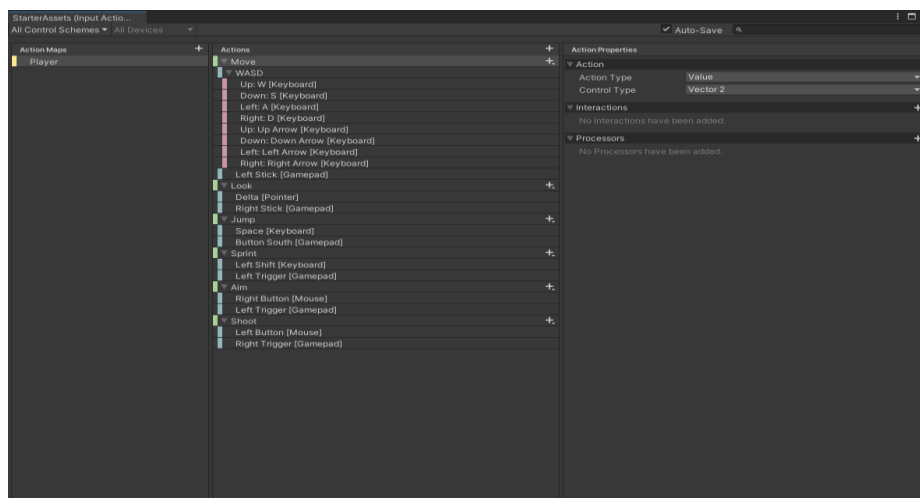 StarterAssets (Input Actio...
All Control Schemes All Devices Auto-Save
Action Maps
Player
Actions
Move
WASD
Up: W [Keyboard]
Down: S [Keyboard]
Left: A [Keyboard]
Right: D [Keyboard]
Up: Up Arrow [Keyboard]
Down: Down Arrow [Keyboard]
Left: Left Arrow [Keyboard]
Right: Right Arrow [Keyboard]
Left Stick [Gamepad]
Look
Delta [Pointer]
Right Stick [Gamepad]
Jump
Space [Keyboard]
Button South [Gamepad]
Sprint
Left Shift [Keyboard]
Left Trigger [Gamepad]
Aim
Right Button [Mouse]
Left Trigger [Gamepad]
Shoot
Left Button [Mouse]
Right Trigger [Gamepad]
Action Properties
Action
Action Type Value
Control Type Vector 2
Interactions
No Interactions have been added.
Processors
No Processors have been added.